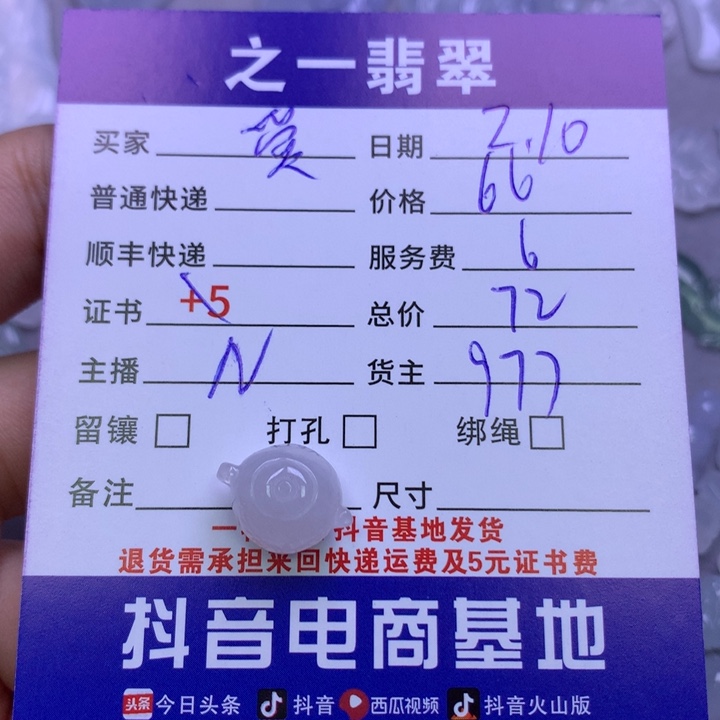 之一翡翠
买家 日期 2.10
普通快递 价格 66
顺丰快递 服务费 6
证书 +5 总价 72
主播 N 货主 977
留镶 打孔 绑绳
备注 尺寸
一 抖音基地发货
退货需承担来回快递运费及5元证书费
抖音电商基地
头条 今日头条 抖音 西瓜视频 抖音火山版